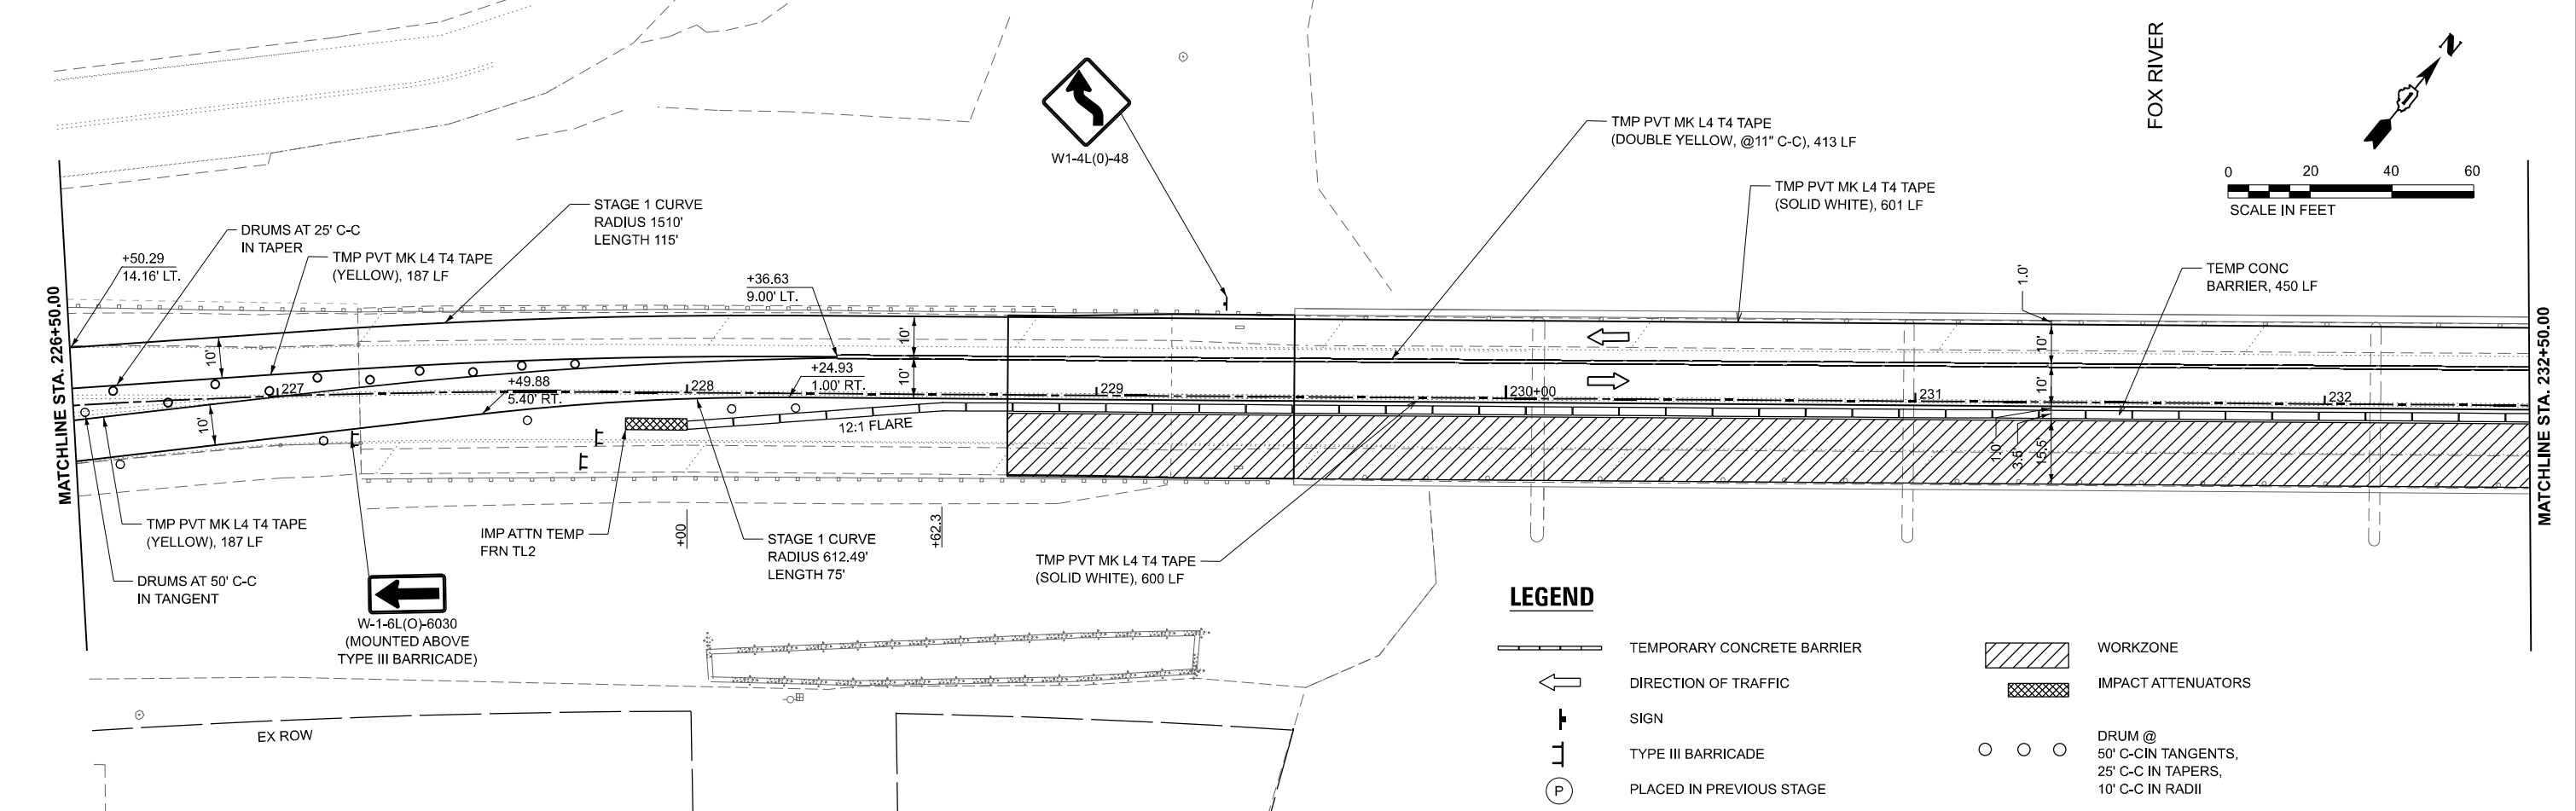 FOX RIVER
N
0 20 40 60
SCALE IN FEET
W1-4L(0)-48
TMP PVT MK L4 T4 TAPE
(DOUBLE YELLOW, @11" C-C), 413 LF
TMP PVT MK L4 T4 TAPE
(SOLID WHITE), 601 LF
STAGE 1 CURVE
RADIUS 1510'
LENGTH 115'
DRUMS AT 25' C-C
IN TAPER
TMP PVT MK L4 T4 TAPE
(YELLOW), 187 LF
+50.29
14.16' LT.
+36.63
9.00' LT.
TEMP CONC
BARRIER, 450 LF
1.0'
MATCHLINE STA. 226+50.00
MATCHLINE STA. 232+50.00
10'
10'
10'
10'
10'
10'
+49.88
5.40' RT.
+24.93
1.00' RT.
227
228
229
230+00
231
232
12:1 FLARE
1.0'
3.5'
15.5'
TMP PVT MK L4 T4 TAPE
(YELLOW), 187 LF
DRUMS AT 50' C-C
IN TANGENT
IMP ATTN TEMP
FRN TL2
+00
+62.3
STAGE 1 CURVE
RADIUS 612.49'
LENGTH 75'
TMP PVT MK L4 T4 TAPE
(SOLID WHITE), 600 LF
W-1-6L(O)-6030
(MOUNTED ABOVE
TYPE III BARRICADE)
EX ROW
LEGEND
TEMPORARY CONCRETE BARRIER
DIRECTION OF TRAFFIC
SIGN
TYPE III BARRICADE
P PLACED IN PREVIOUS STAGE
WORKZONE
IMPACT ATTENUATORS
DRUM @
50' C-CIN TANGENTS,
25' C-C IN TAPERS,
10' C-C IN RADII